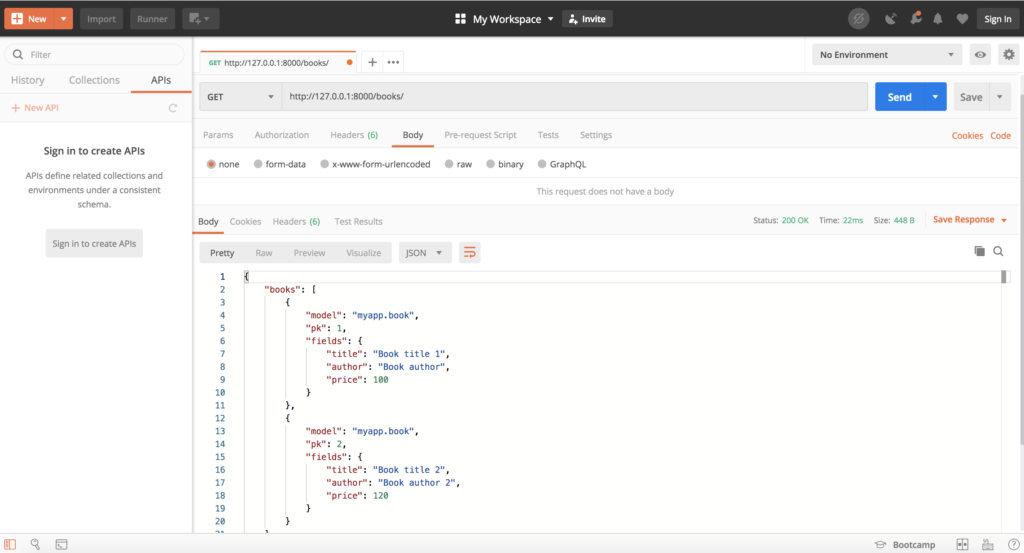 New Import Runner My Workspace Invite Sign In
Filter
History Collections APIs
+ New API
Sign in to create APIs
APIs define related collections and
environments under a consistent
schema.
Sign in to create APIs
GET http://127.0.0.1:8000/books/
No Environment
GET http://127.0.0.1:8000/books/ Send Save
Params Authorization Headers (6) Body Pre-request Script Tests Settings Cookies Code
none form-data x-www-form-urlencoded raw binary GraphQL
This request does not have a body
Body Cookies Headers (6) Test Results Status: 200 OK Time: 22ms Size: 448 B Save Response
Pretty Raw Preview Visualize JSON
1 {
2 "books": [
3 {
4 "model": "myapp.book",
5 "pk": 1,
6 "fields": {
7 "title": "Book title 1",
8 "author": "Book author",
9 "price": 100
10 }
11 },
12 {
13 "model": "myapp.book",
14 "pk": 2,
15 "fields": {
16 "title": "Book title 2",
17 "author": "Book author 2",
18 "price": 120
19 }
20 }
Bootcamp